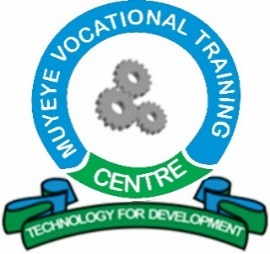 MUYEYE VOCATIONAL TRAINING
CENTRE
TECHNOLOGY FOR DEVELOPMENT